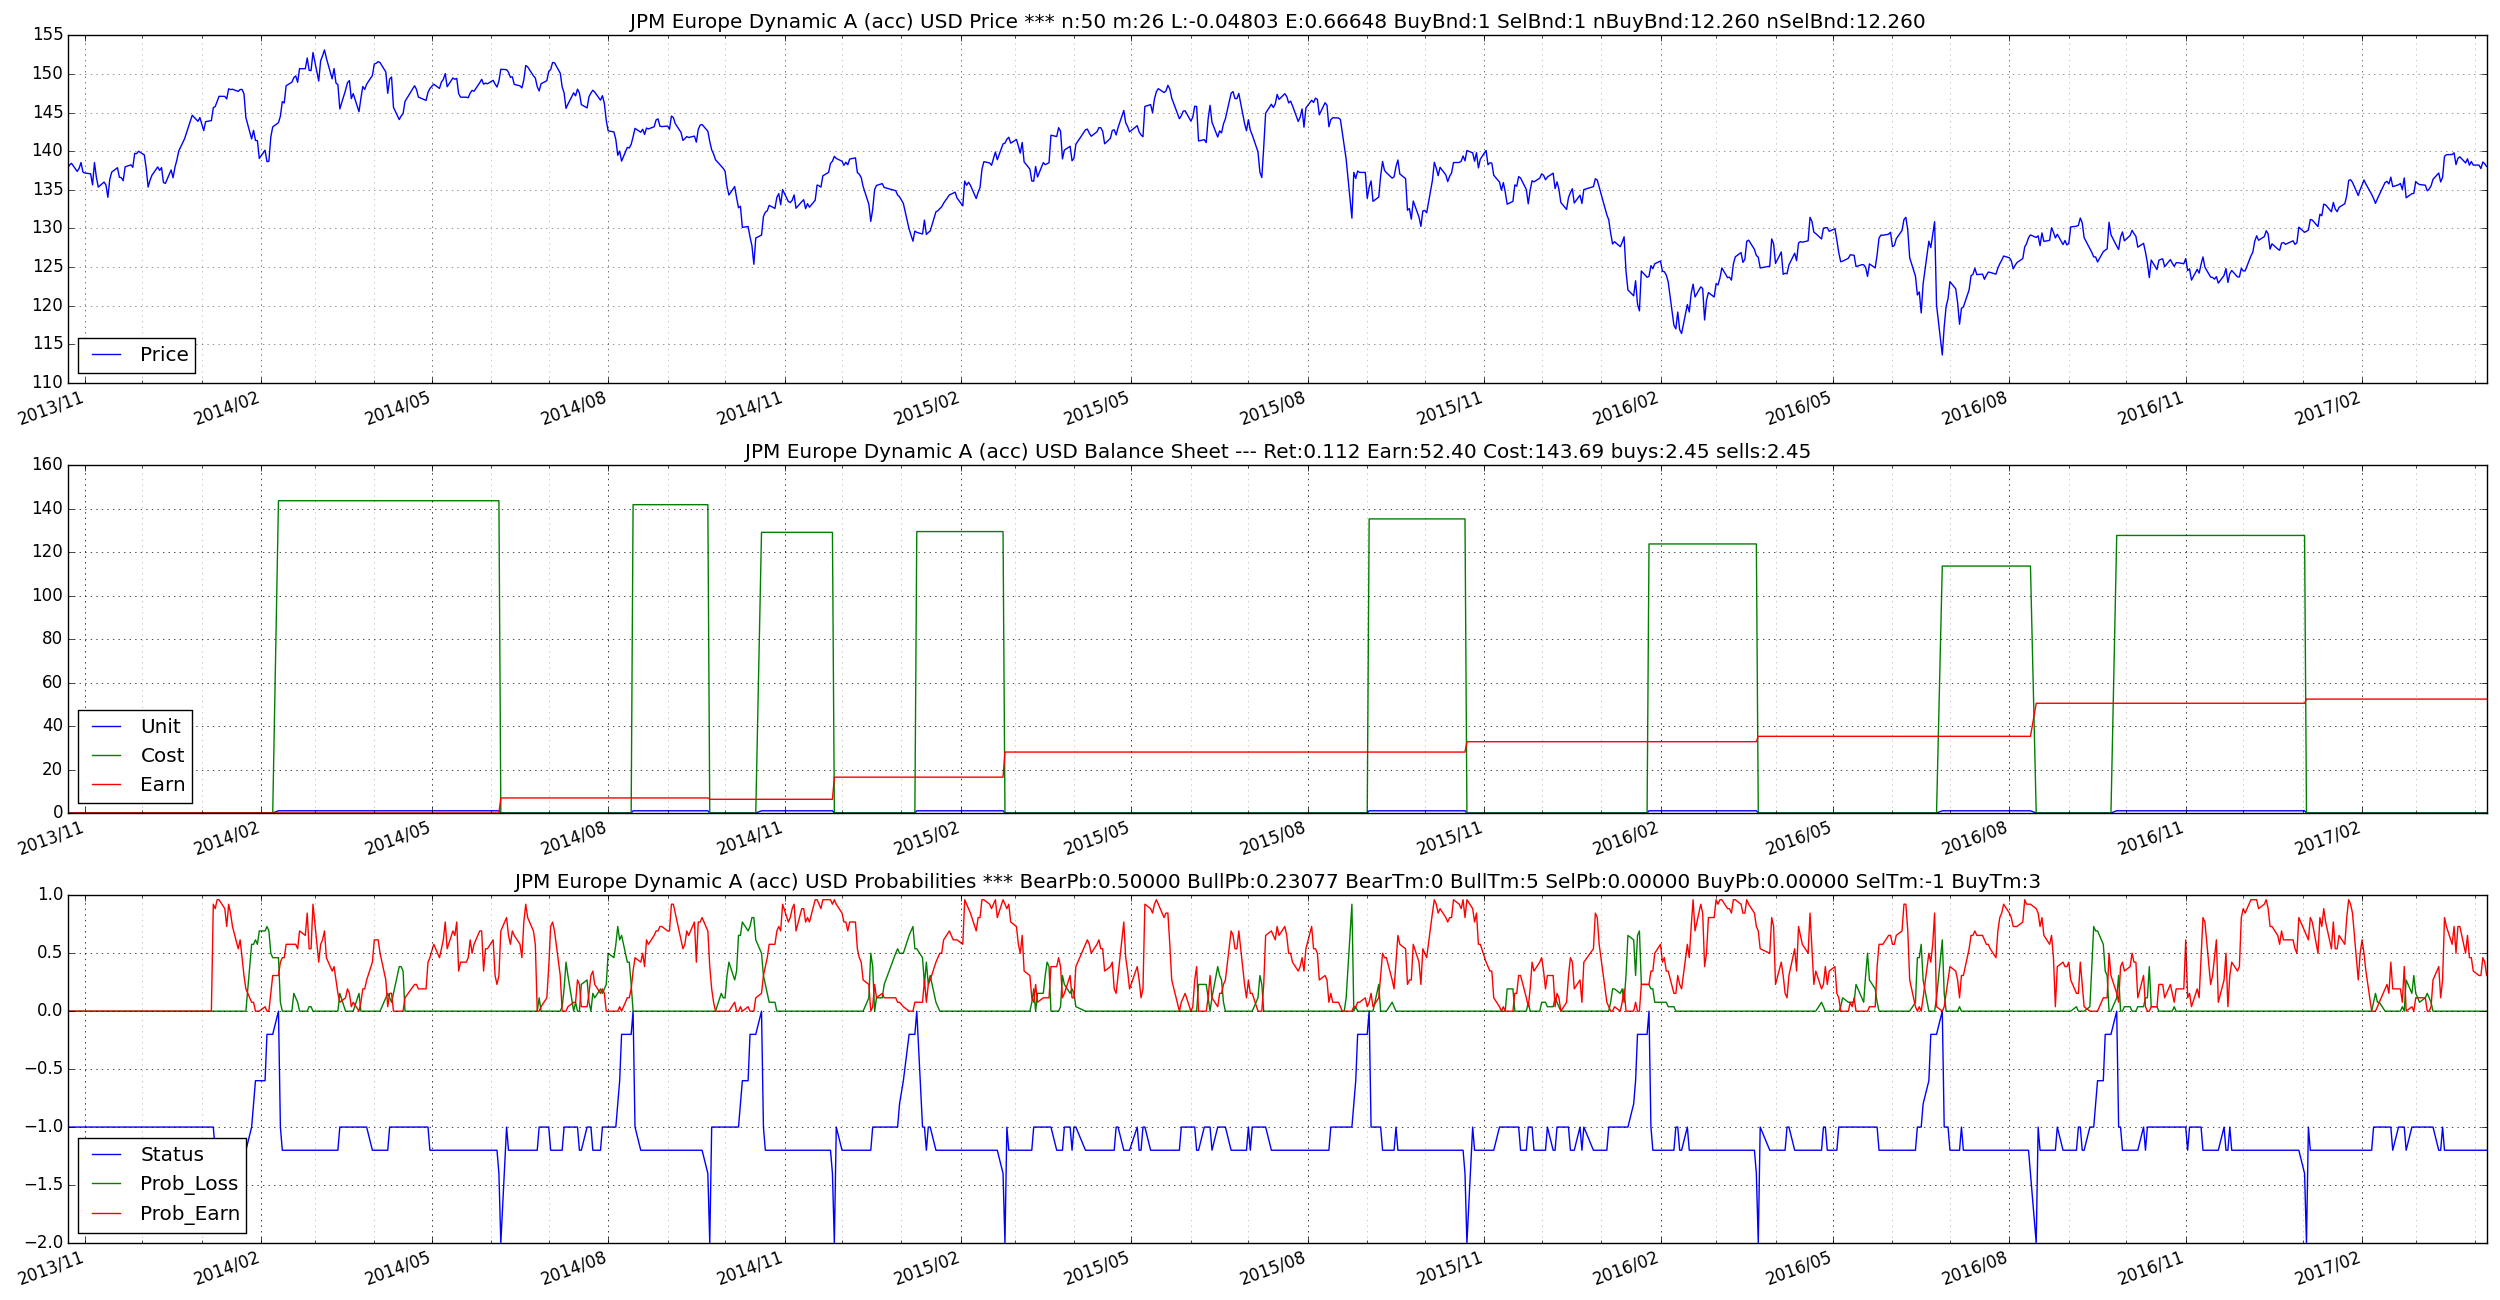 JPM Europe Dynamic A (acc) USD Price *** n:50 m:26 L:-0.04803 E:0.66648 BuyBnd:1 SelBnd:1 nBuyBnd:12.260 nSelBnd:12.260
155
150
145
140
135
130
125
120
115
110
Price
2013/11 2014/02 2014/05 2014/08 2014/11 2015/02 2015/05 2015/08 2015/11 2016/02 2016/05 2016/08 2016/11 2017/02
JPM Europe Dynamic A (acc) USD Balance Sheet --- Ret:0.112 Earn:52.40 Cost:143.69 buys:2.45 sells:2.45
160
140
120
100
80
60
40
20
0
Unit
Cost
Earn
2013/11 2014/02 2014/05 2014/08 2014/11 2015/02 2015/05 2015/08 2015/11 2016/02 2016/05 2016/08 2016/11 2017/02
JPM Europe Dynamic A (acc) USD Probabilities *** BearPb:0.50000 BullPb:0.23077 BearTm:0 BullTm:5 SelPb:0.00000 BuyPb:0.00000 SelTm:-1 BuyTm:3
1.0
0.5
0.0
−0.5
−1.0
−1.5
−2.0
Status
Prob_Loss
Prob_Earn
2013/11 2014/02 2014/05 2014/08 2014/11 2015/02 2015/05 2015/08 2015/11 2016/02 2016/05 2016/08 2016/11 2017/02